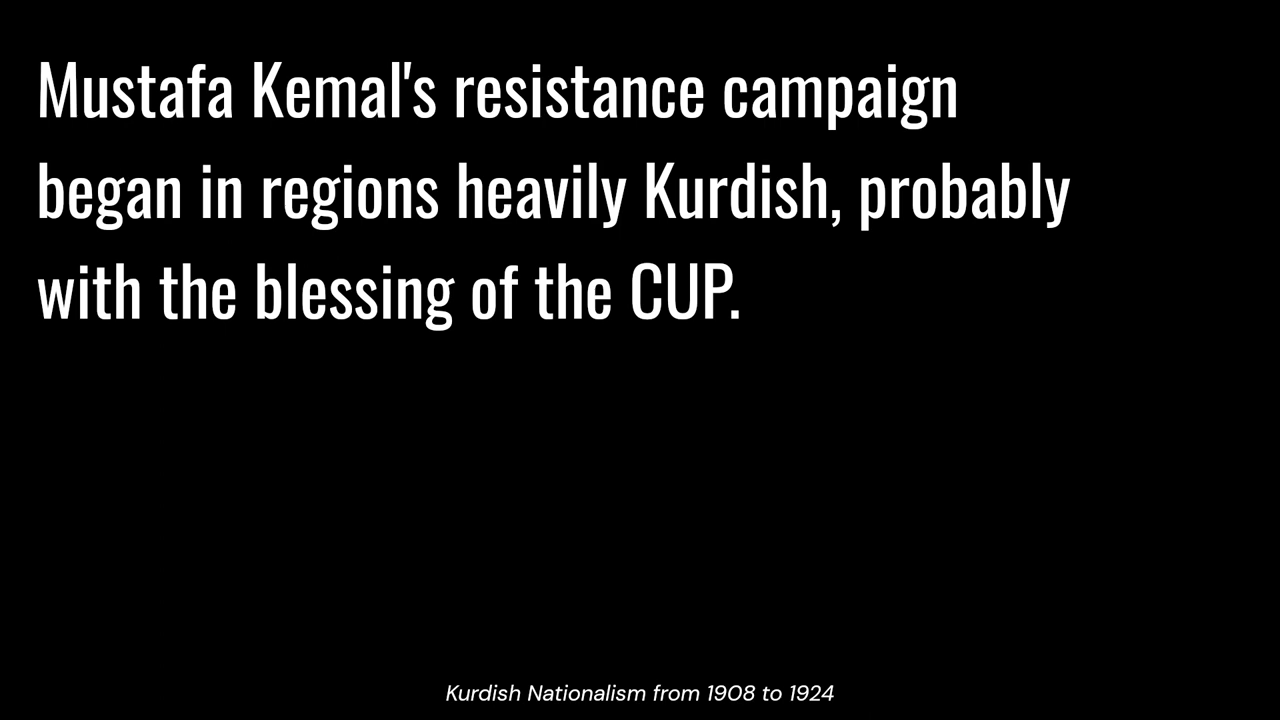 Mustafa Kemal's resistance campaign
began in regions heavily Kurdish, probably
with the blessing of the CUP.
Kurdish Nationalism from 1908 to 1924